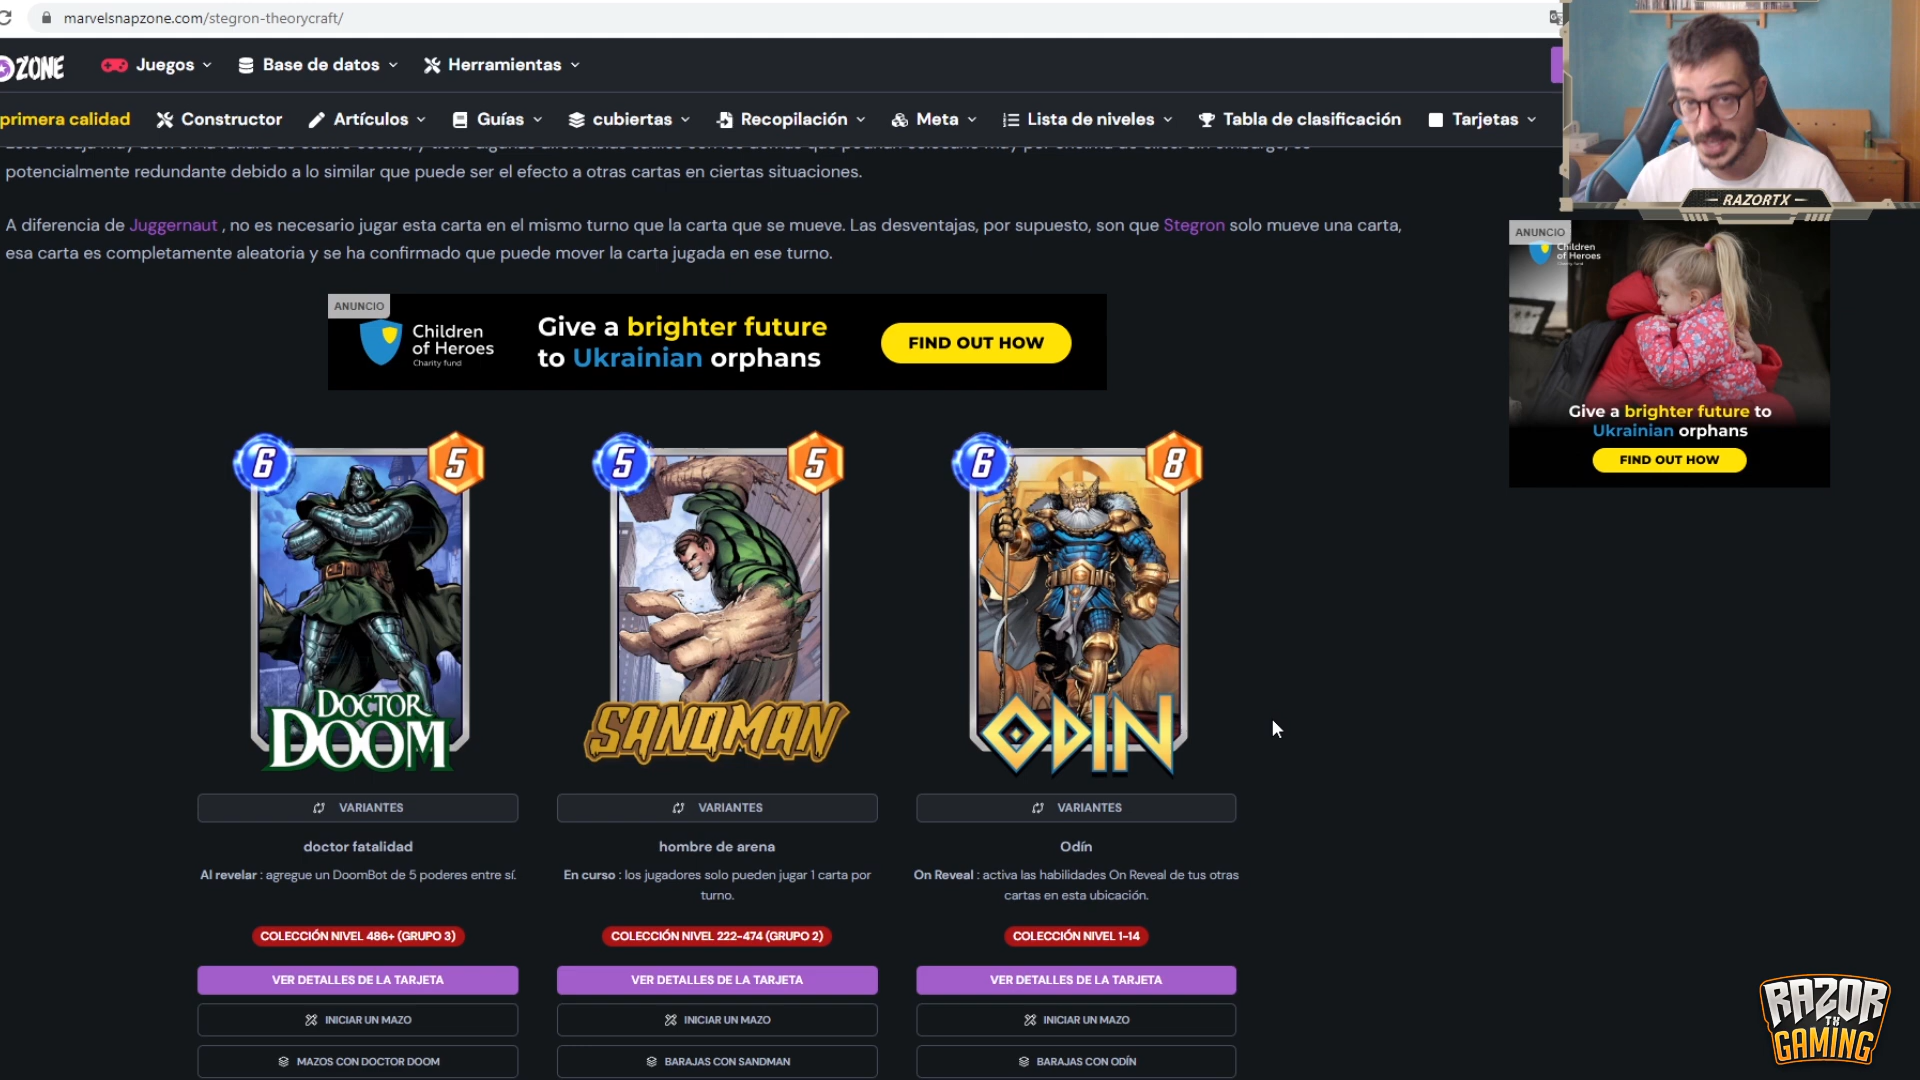 marvelsnapzone.com/stegron-theorycraft/
ZONE
Juegos
Base de datos
Herramientas
primera calidad
Constructor
Artículos
Guías
cubiertas
Recopilación
Meta
Lista de niveles
Tabla de clasificación
Tarjetas
RAZORTX
potencialmente redundante debido a lo similar que puede ser el efecto a otras cartas en ciertas situaciones.
A diferencia de Juggernaut , no es necesario jugar esta carta en el mismo turno que la carta que se mueve. Las desventajas, por supuesto, son que Stegron solo mueve una carta,
esa carta es completamente aleatoria y se ha confirmado que puede mover la carta jugada en ese turno.
ANUNCIO
Children
of Heroes
Charity fund
Give a brighter future
to Ukrainian orphans
FIND OUT HOW
ANUNCIO
Children
of Heroes
Charity fund
Give a brighter future to
Ukrainian orphans
FIND OUT HOW
6
5
DOCTOR
DOOM
5
5
SANDMAN
6
8
ODIN
VARIANTES
VARIANTES
VARIANTES
doctor fatalidad
hombre de arena
Odín
Al revelar : agregue un DoomBot de 5 poderes entre sí.
En curso : los jugadores solo pueden jugar 1 carta por
turno.
On Reveal : activa las habilidades On Reveal de tus otras
cartas en esta ubicación.
COLECCIÓN NIVEL 486+ (GRUPO 3)
COLECCIÓN NIVEL 222-474 (GRUPO 2)
COLECCIÓN NIVEL 1-14
VER DETALLES DE LA TARJETA
VER DETALLES DE LA TARJETA
VER DETALLES DE LA TARJETA
INICIAR UN MAZO
INICIAR UN MAZO
INICIAR UN MAZO
MAZOS CON DOCTOR DOOM
BARAJAS CON SANDMAN
BARAJAS CON ODÍN
RAZOR
TX
GAMING